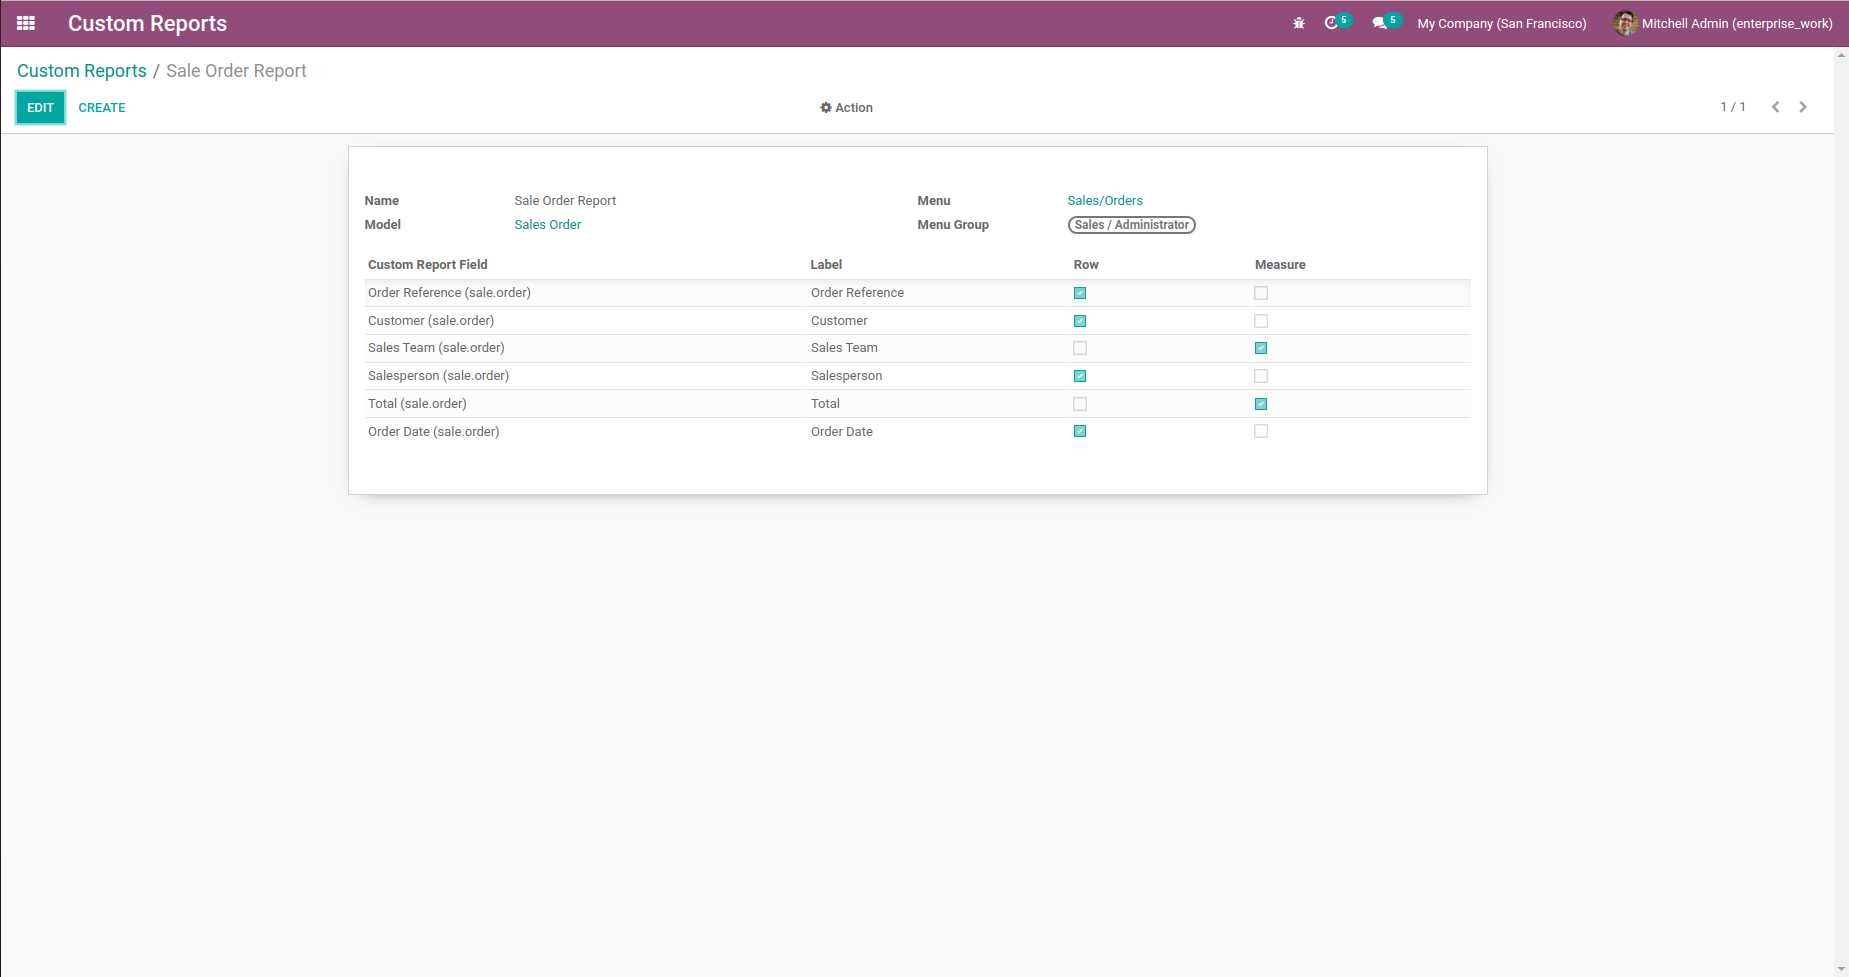 Custom Reports 5 5 My Company (San Francisco) Mitchell Admin (enterprise_work)
Custom Reports / Sale Order Report
EDIT CREATE Action 1 / 1
Name Sale Order Report Menu Sales/Orders
Model Sales Order Menu Group Sales / Administrator
Custom Report Field Label Row Measure
Order Reference (sale.order) Order Reference
Customer (sale.order) Customer
Sales Team (sale.order) Sales Team
Salesperson (sale.order) Salesperson
Total (sale.order) Total
Order Date (sale.order) Order Date